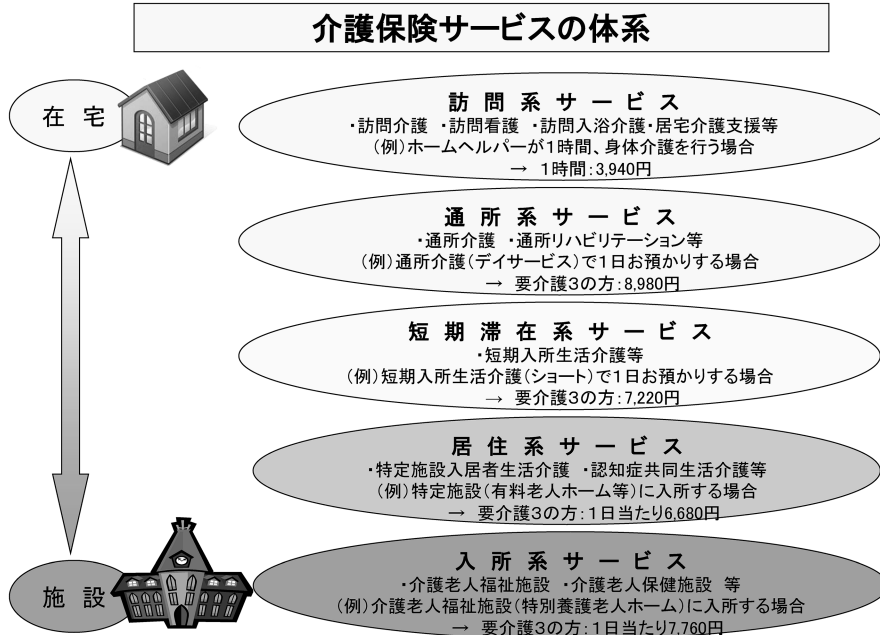 介護保険サービスの体系
在 宅
訪 問 系 サ ー ビ ス
・訪問介護 ・訪問看護 ・訪問入浴介護・居宅介護支援等
(例)ホームヘルパーが1時間、身体介護を行う場合
→ 1時間：3,940円
通 所 系 サ ー ビ ス
・通所介護 ・通所リハビリテーション等
(例)通所介護(デイサービス)で１日お預かりする場合
→ 要介護３の方：8,980円
短 期 滞 在 系 サ ー ビ ス
・短期入所生活介護等
(例)短期入所生活介護(ショート)で１日お預かりする場合
→ 要介護３の方：7,220円
居 住 系 サ ー ビ ス
・特定施設入居者生活介護 ・認知症共同生活介護等
(例)特定施設(有料老人ホーム等)に入所する場合
→ 要介護３の方：１日当たり6,680円
施 設
入 所 系 サ ー ビ ス
・介護老人福祉施設 ・介護老人保健施設 等
(例)介護老人福祉施設(特別養護老人ホーム)に入所する場合
→ 要介護３の方：１日当たり7,760円